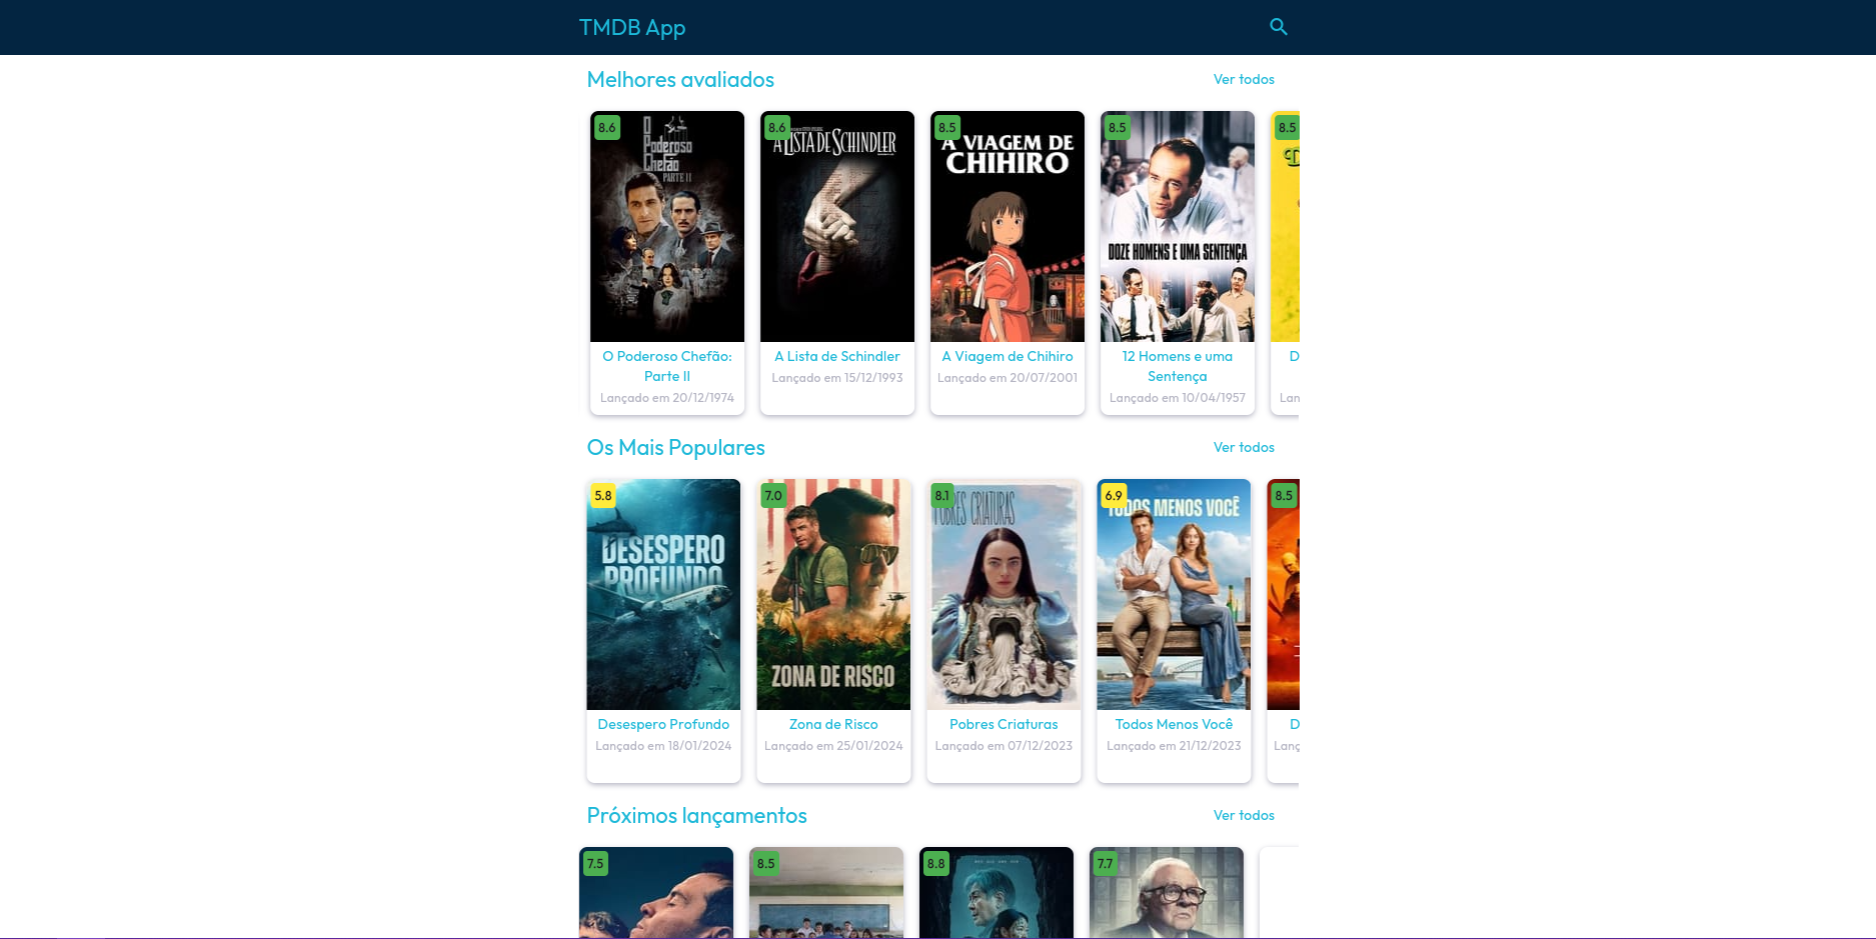 TMDB App
Melhores avaliados
Ver todos
8.6
8.6
8.5
8.5
8.5
O
Poderoso
Chefão
PARTE II
A LISTA DE SCHINDLER
A VIAGEM DE
CHIHIRO
DOZE HOMENS E UMA SENTENÇA
O Poderoso Chefão:
Parte II
Lançado em 20/12/1974
A Lista de Schindler
Lançado em 15/12/1993
A Viagem de Chihiro
Lançado em 20/07/2001
12 Homens e uma
Sentença
Lançado em 10/04/1957
D
Lan
Os Mais Populares
Ver todos
5.8
7.0
8.1
6.9
8.5
DESESPERO
PROFUNDO
ZONA DE RISCO
POBRES CRIATURAS
TODOS MENOS VOCÊ
Desespero Profundo
Lançado em 18/01/2024
Zona de Risco
Lançado em 25/01/2024
Pobres Criaturas
Lançado em 07/12/2023
Todos Menos Você
Lançado em 21/12/2023
D
Lanç
Próximos lançamentos
Ver todos
7.5
8.5
8.8
7.7